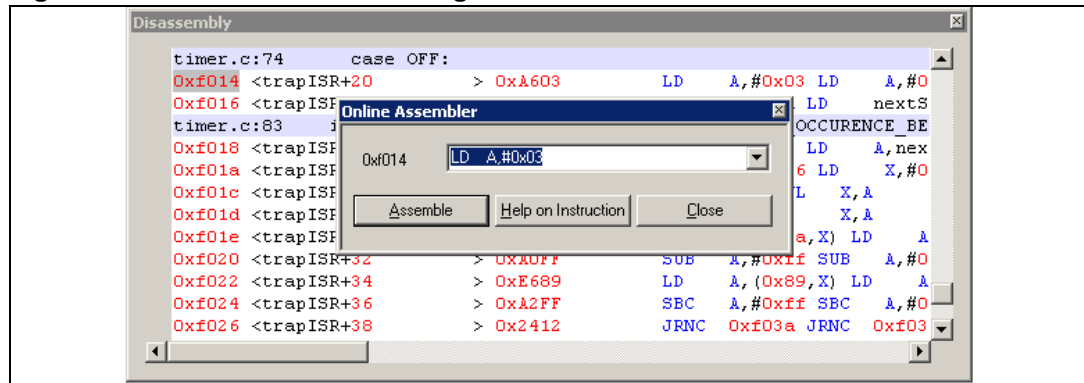 Disassembly
timer.c:74 case OFF:
0xf014 <trapISR+20 > 0xA603 LD A,#0x03 LD A,#0
0xf016 <trapISR LD nextS
timer.c:83 OCCURENCE_BE
0xf018 <trapISR LD A,nex
0xf01a <trapISR 6 LD X,#0
0xf01c <trapISR X,A
0xf01d <trapISR X,A
0xf01e <trapISR a,X) LD A
0xf020 <trapISR+32 > 0xA0FF SUB A,#0xff SUB A,#0
0xf022 <trapISR+34 > 0xE689 LD A,(0x89,X) LD A
0xf024 <trapISR+36 > 0xA2FF SBC A,#0xff SBC A,#0
0xf026 <trapISR+38 > 0x2412 JRNC 0xf03a JRNC 0xf03
Online Assembler
0xf014 LD A,#0x03
Assemble Help on Instruction Close